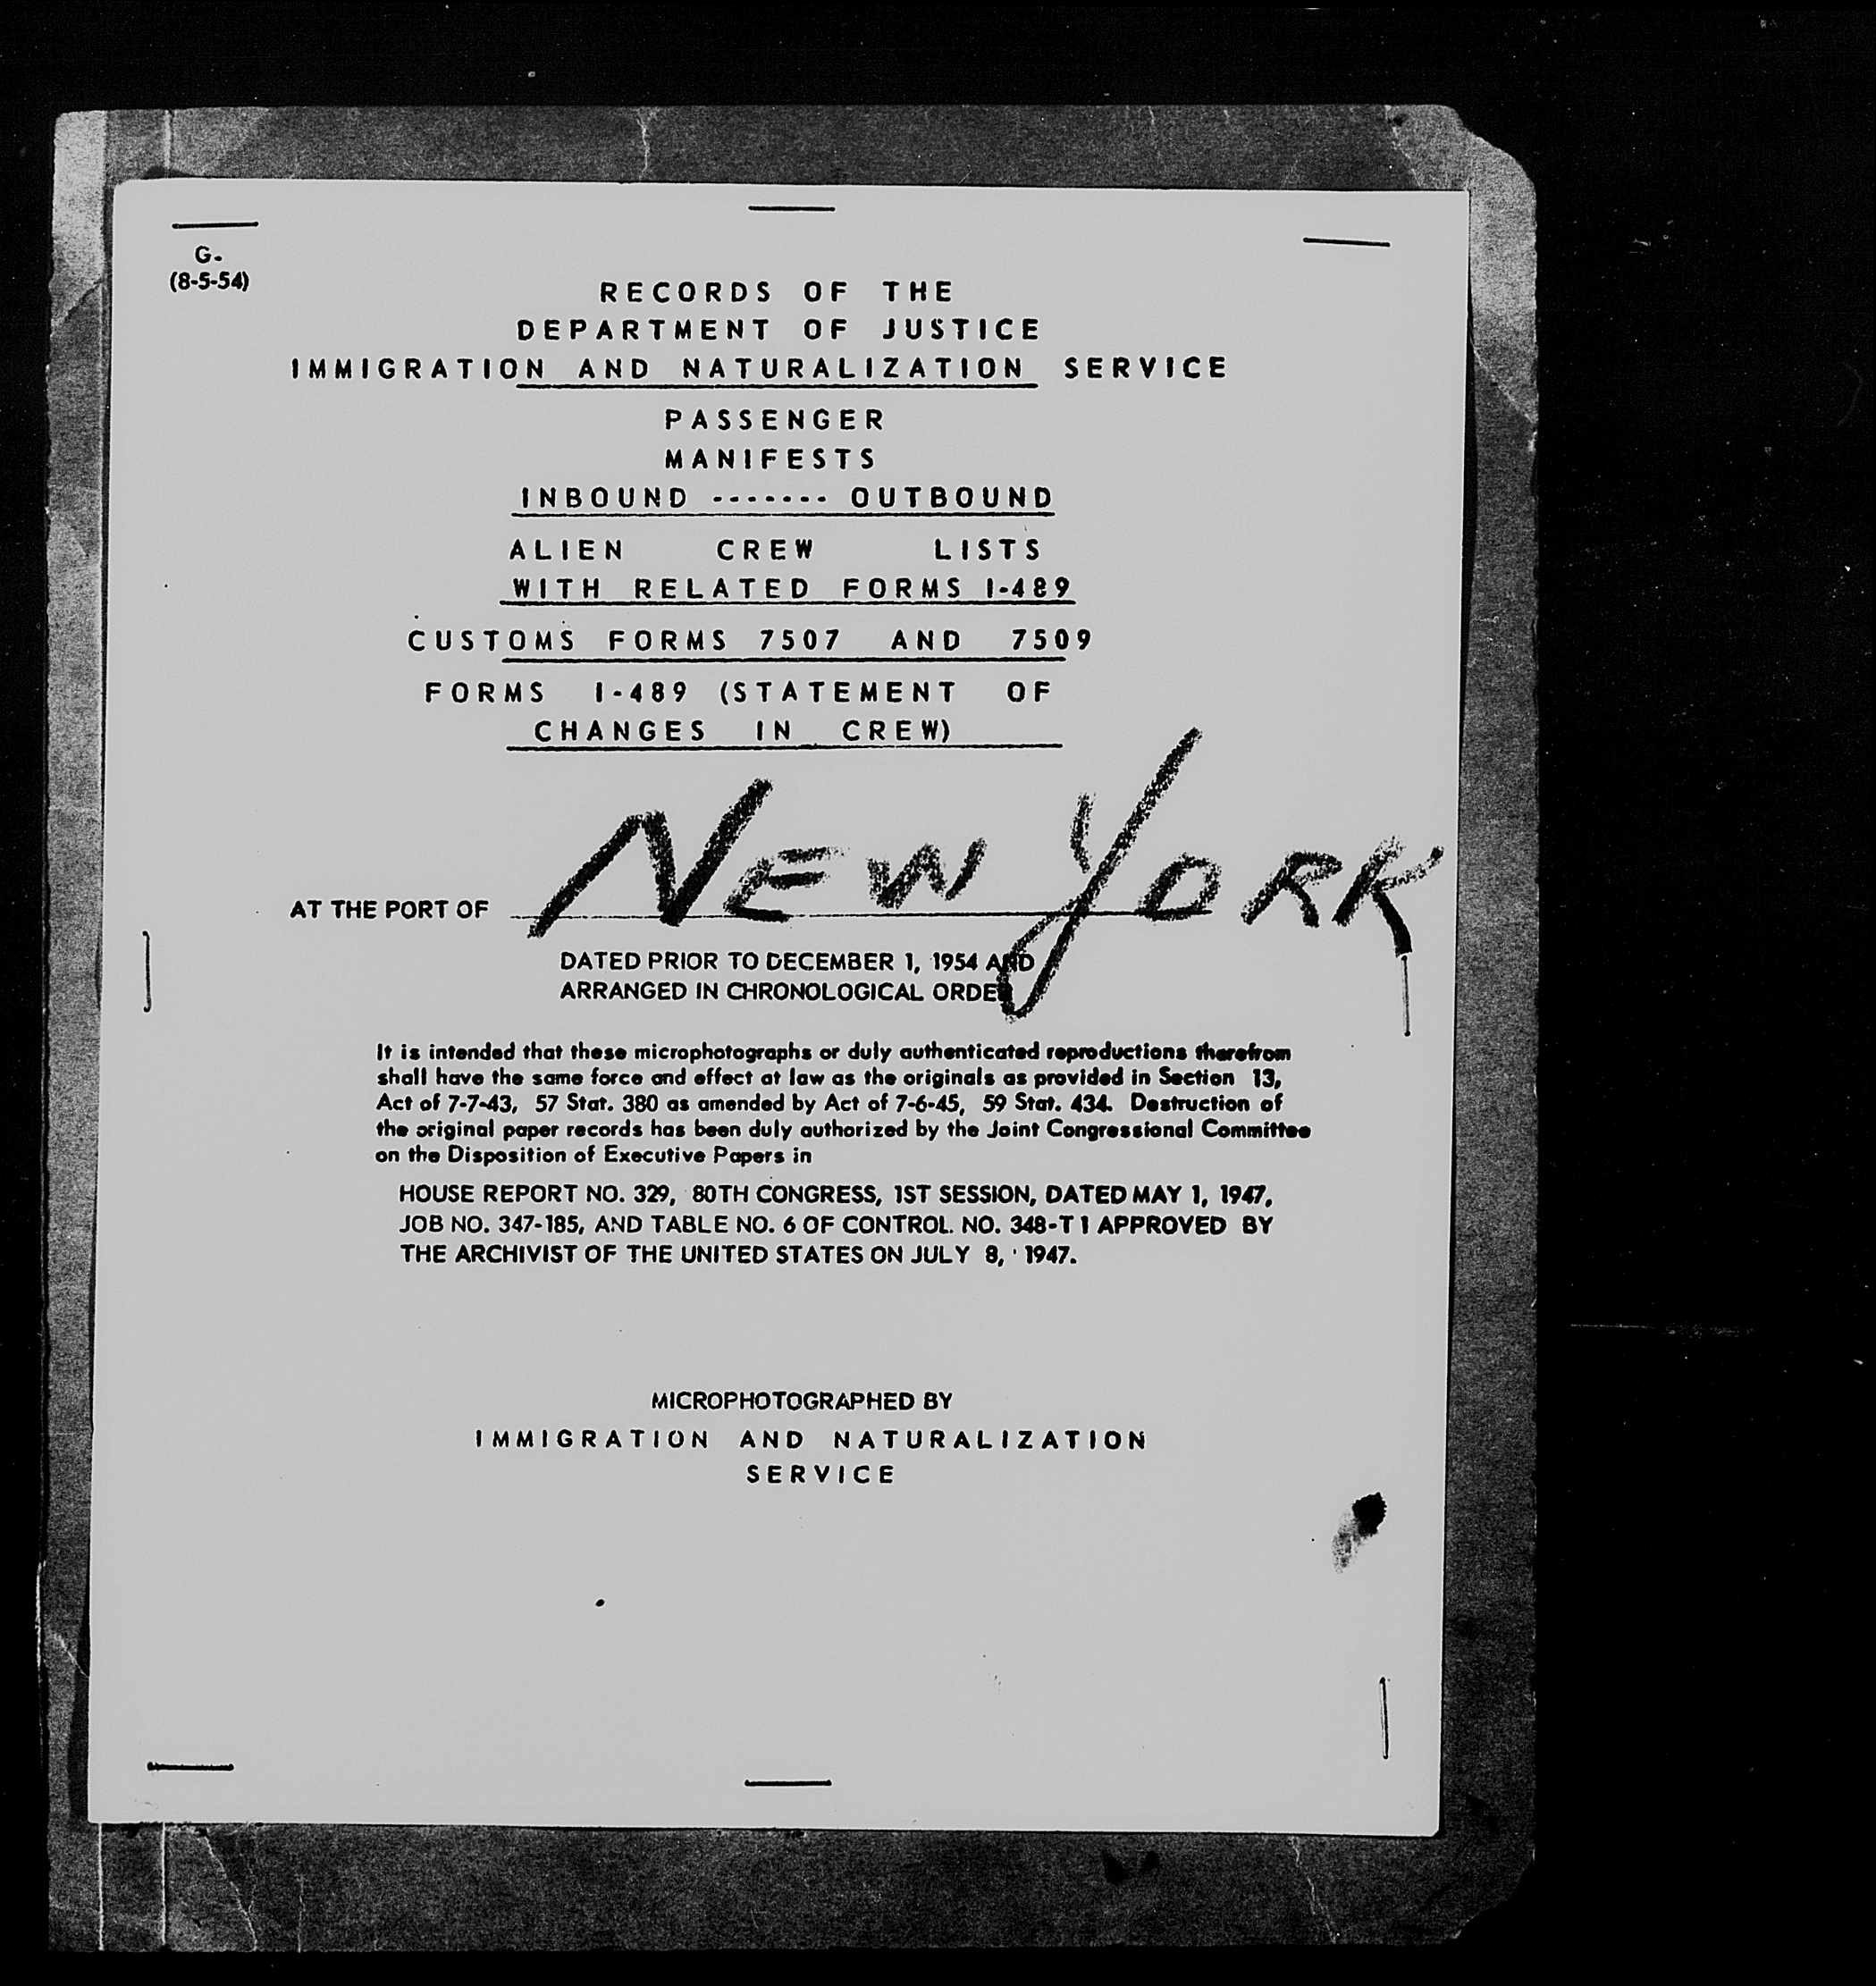 G.
(8-5-54)
RECORDS OF THE
DEPARTMENT OF JUSTICE
IMMIGRATION AND NATURALIZATION SERVICE
PASSENGER
MANIFESTS
INBOUND ------- OUTBOUND
ALIEN CREW LISTS
WITH RELATED FORMS I-489
CUSTOMS FORMS 7507 AND 7509
FORMS I-489 (STATEMENT OF
CHANGES IN CREW)
AT THE PORT OF NEW YORK
DATED PRIOR TO DECEMBER 1, 1954 AND
ARRANGED IN CHRONOLOGICAL ORDER
It is intended that these microphotographs or duly authenticated reproductions therefrom
shall have the same force and effect at law as the originals as provided in Section 13,
Act of 7-7-43, 57 Stat. 380 as amended by Act of 7-6-45, 59 Stat. 434. Destruction of
the original paper records has been duly authorized by the Joint Congressional Committee
on the Disposition of Executive Papers in
HOUSE REPORT NO. 329, 80TH CONGRESS, 1ST SESSION, DATED MAY 1, 1947,
JOB NO. 347-185, AND TABLE NO. 6 OF CONTROL NO. 348-T1 APPROVED BY
THE ARCHIVIST OF THE UNITED STATES ON JULY 8, 1947.
MICROPHOTOGRAPHED BY
IMMIGRATION AND NATURALIZATION
SERVICE